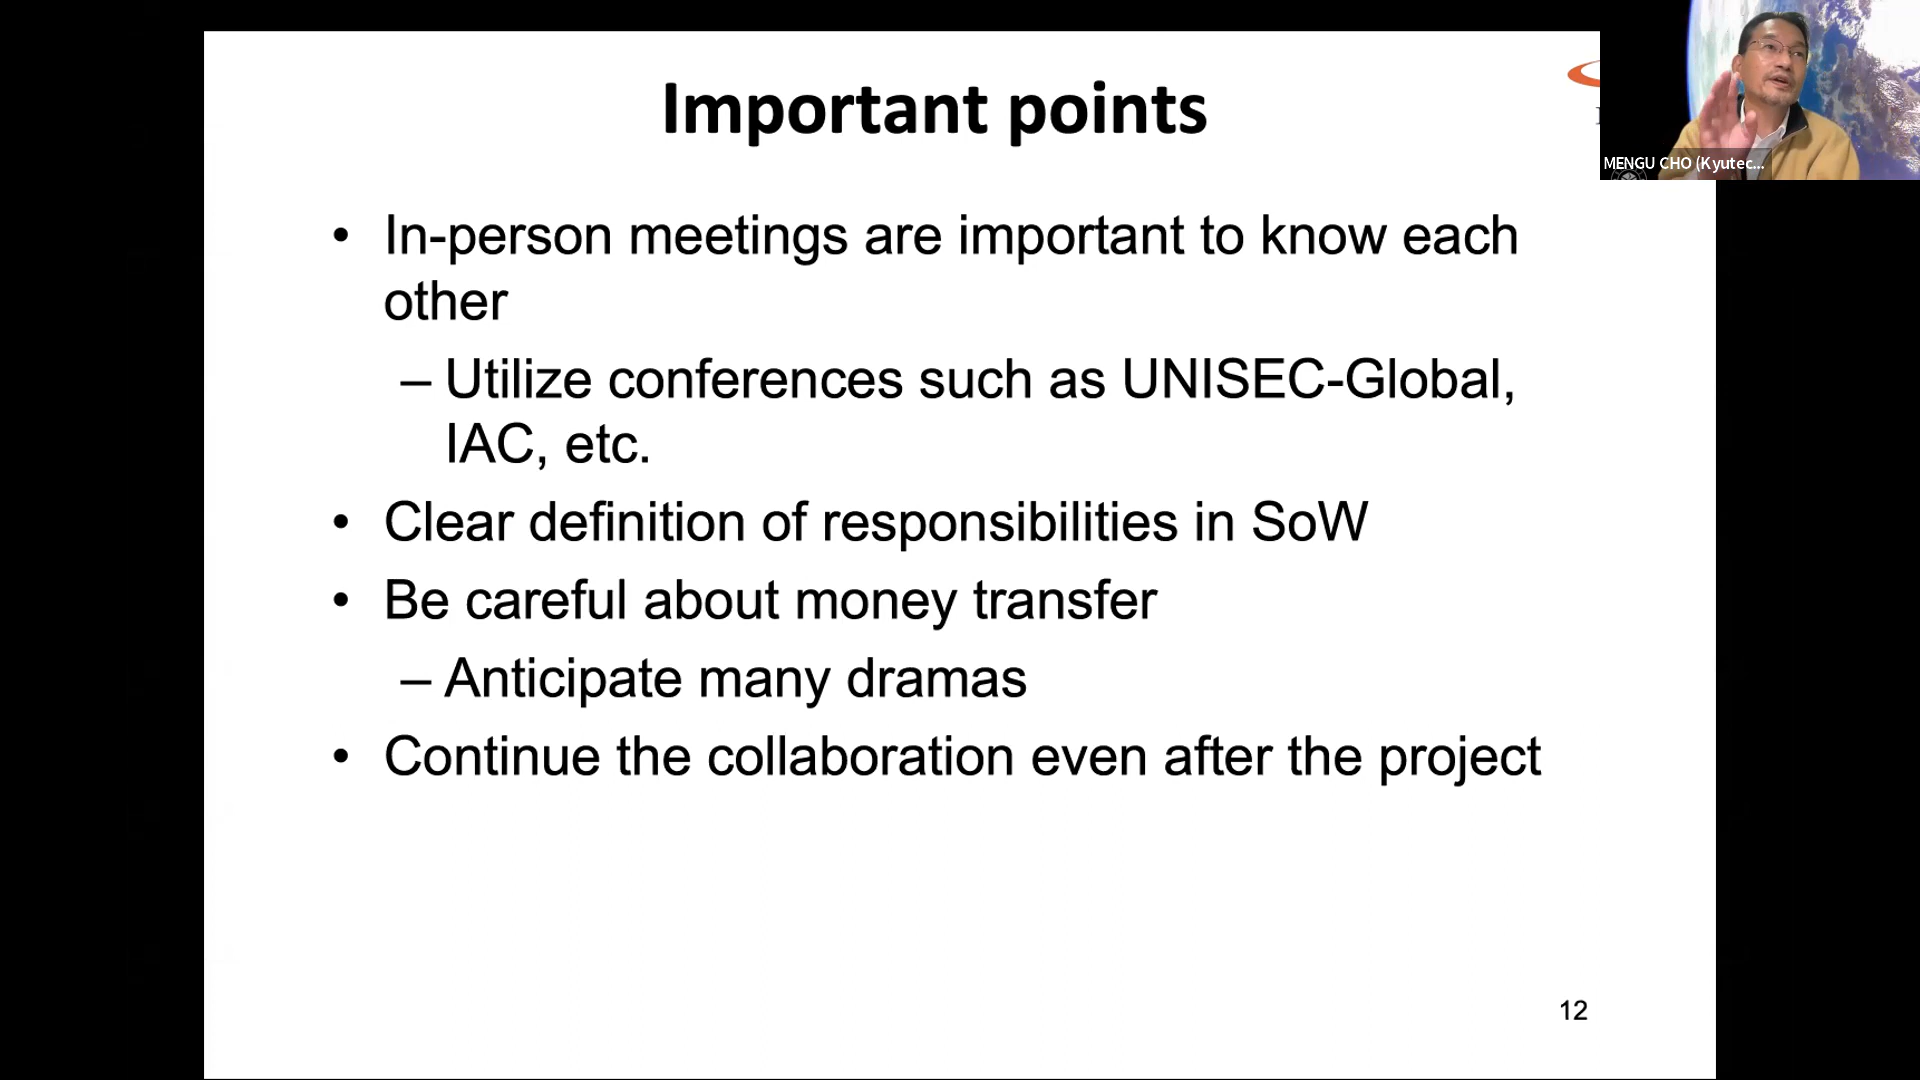 Important points
MENGU CHO (Kyutec...
• In-person meetings are important to know each
other
– Utilize conferences such as UNISEC-Global,
IAC, etc.
• Clear definition of responsibilities in SoW
• Be careful about money transfer
– Anticipate many dramas
• Continue the collaboration even after the project
12